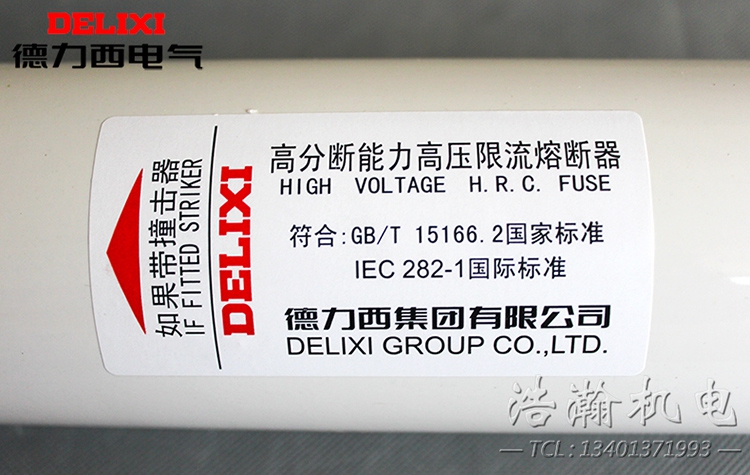 DELIXI
德力西电气
如果带撞击器
IF FITTED STRIKER
DELIXI
高分断能力高压限流熔断器
HIGH VOLTAGE H.R.C. FUSE
符合:GB/T 15166.2国家标准
IEC 282-1国际标准
德力西集团有限公司
DELIXI GROUP CO.,LTD.
浩瀚机电
TCL:13401371993